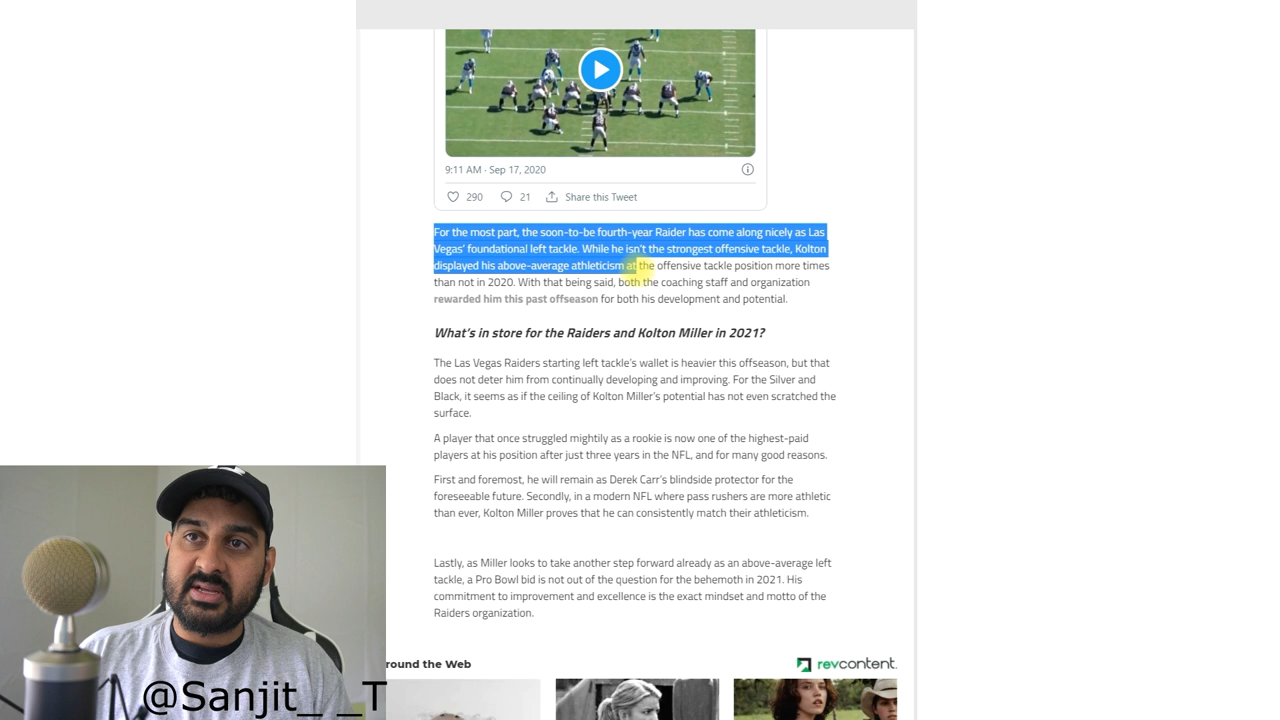 9:11 AM · Sep 17, 2020
290 21 Share this Tweet
For the most part, the soon-to-be fourth-year Raider has come along nicely as Las
Vegas' foundational left tackle. While he isn't the strongest offensive tackle, Kolton
displayed his above-average athleticism at the offensive tackle position more times
than not in 2020. With that being said, both the coaching staff and organization
rewarded him this past offseason for both his development and potential.
What's in store for the Raiders and Kolton Miller in 2021?
The Las Vegas Raiders starting left tackle's wallet is heavier this offseason, but that
does not deter him from continually developing and improving. For the Silver and
Black, it seems as if the ceiling of Kolton Miller's potential has not even scratched the
surface.
A player that once struggled mightily as a rookie is now one of the highest-paid
players at his position after just three years in the NFL, and for many good reasons.
First and foremost, he will remain as Derek Carr's blindside protector for the
foreseeable future. Secondly, in a modern NFL where pass rushers are more athletic
than ever, Kolton Miller proves that he can consistently match their athleticism.
Lastly, as Miller looks to take another step forward already as an above-average left
tackle, a Pro Bowl bid is not out of the question for the behemoth in 2021. His
commitment to improvement and excellence is the exact mindset and motto of the
Raiders organization.
round the Web
revcontent.
@Sanjit_ _T